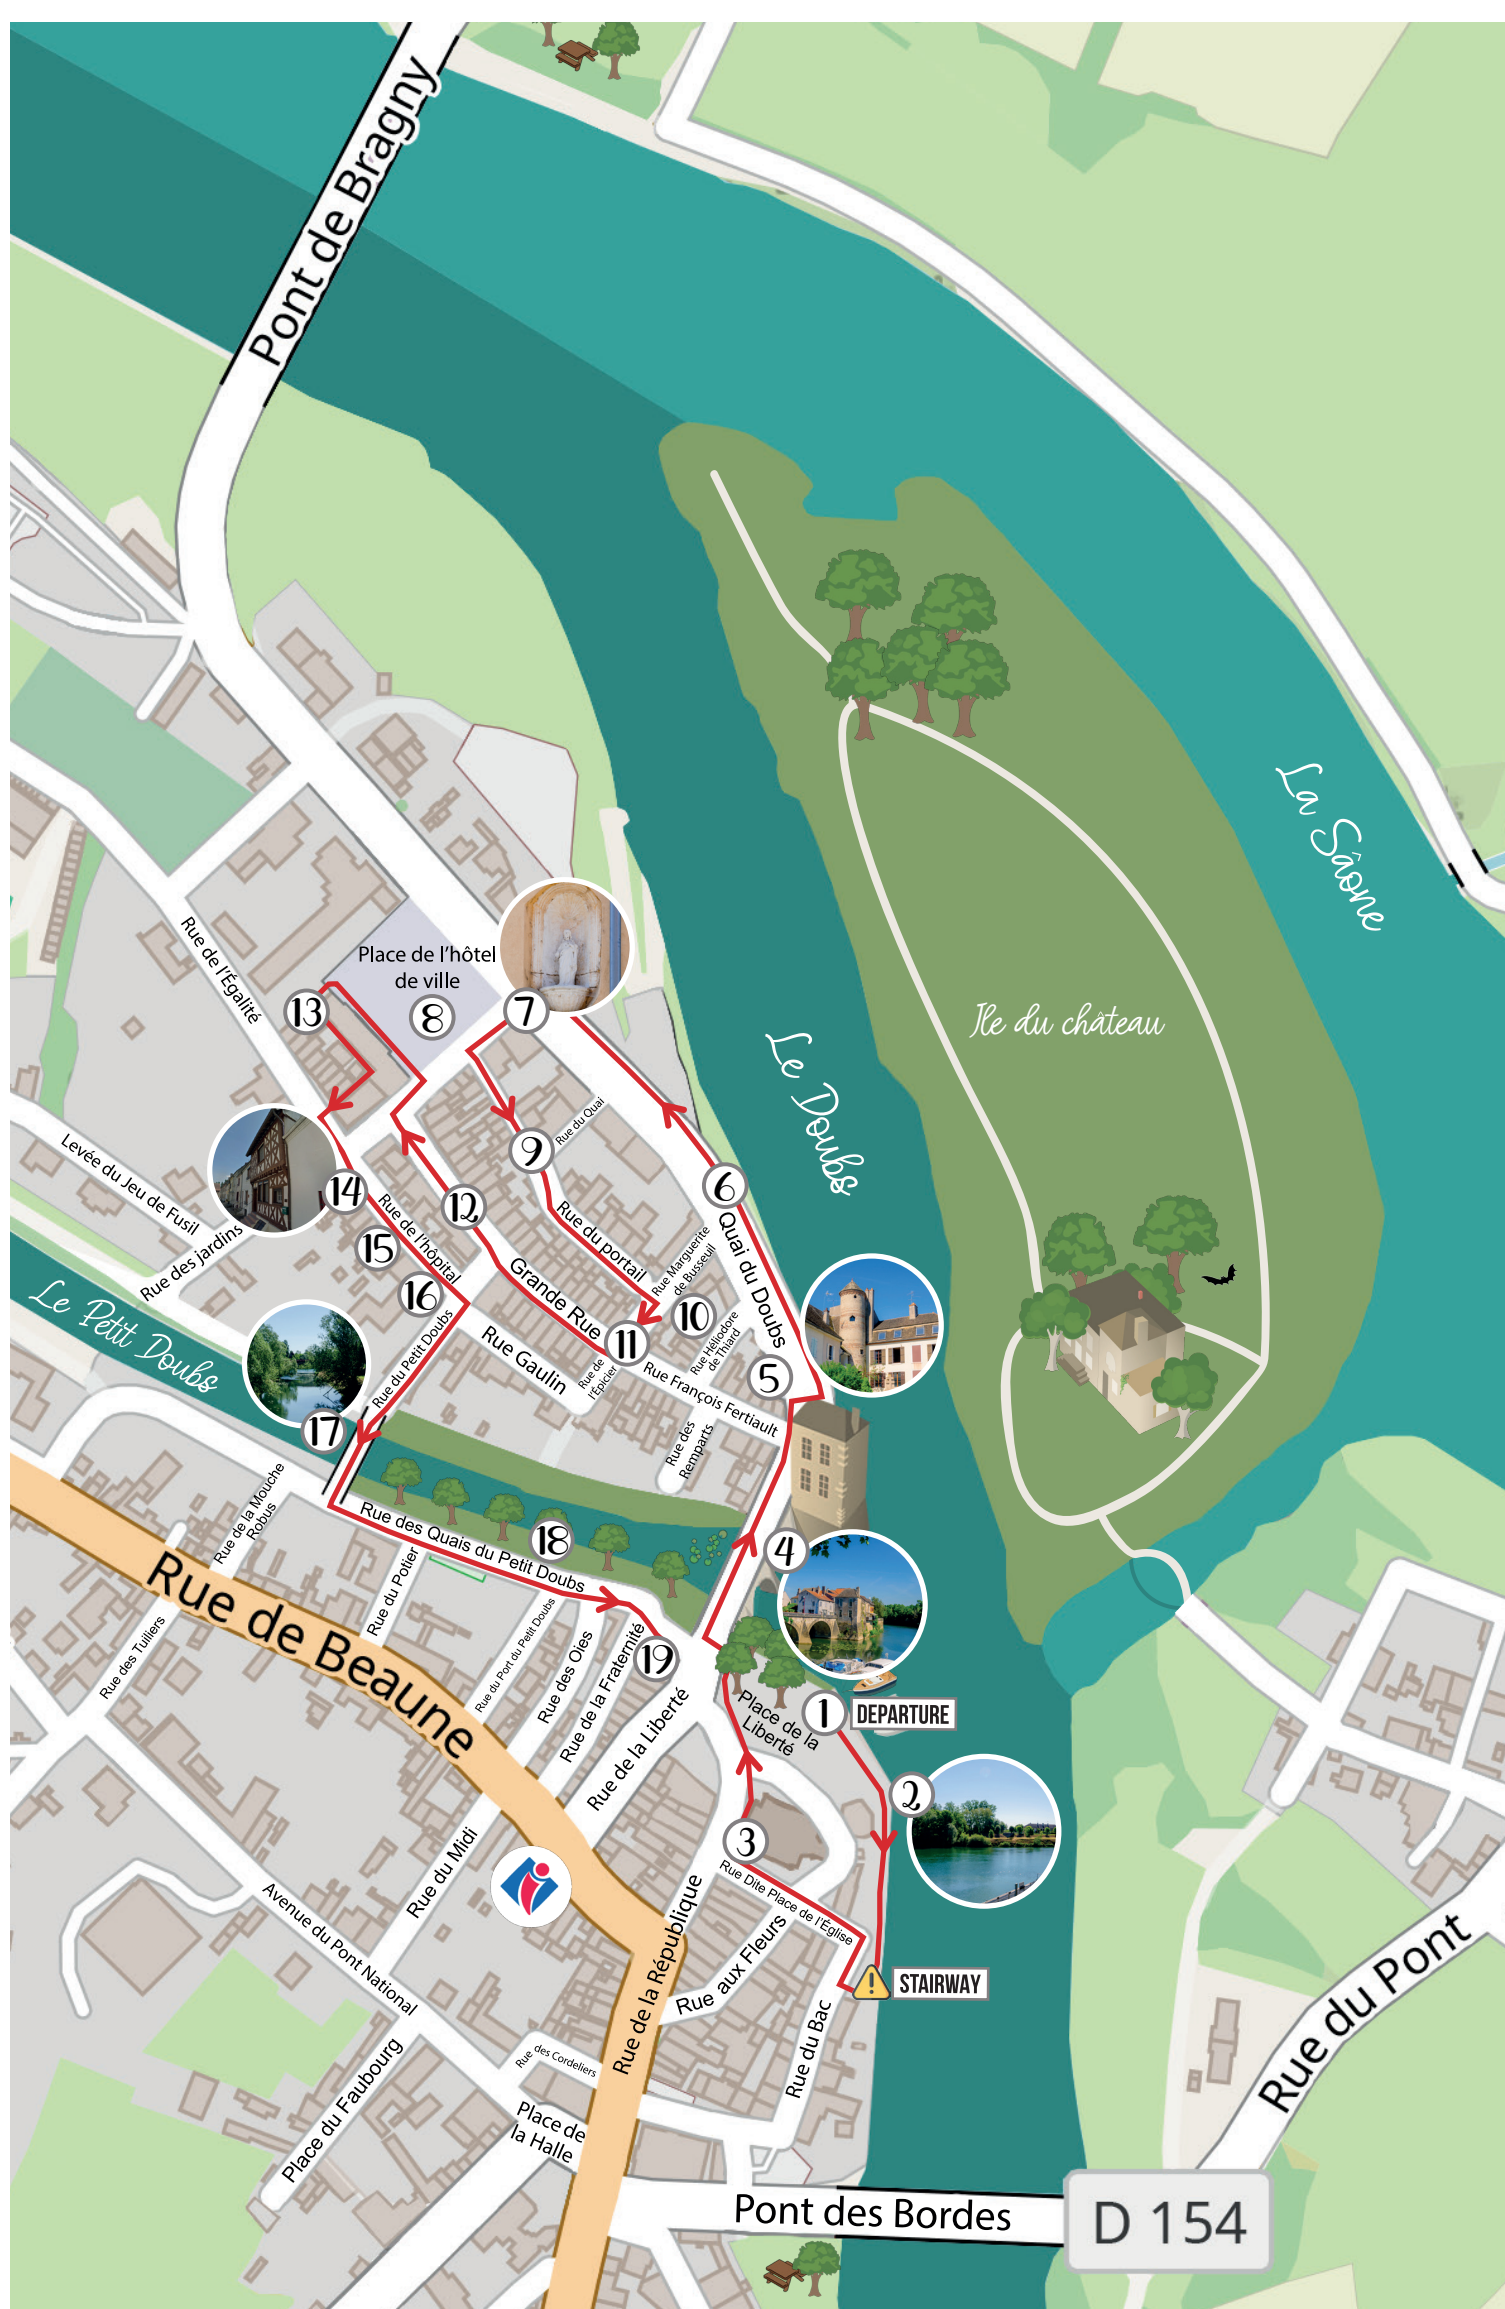 Pont de Bragny
La Sâone
Ile du château
Le Doubs
Place de l'hôtel
de ville
Rue de l'Égalité
7
8
13
Rue du Quai
9
6
12
14
15
16
Levée du Jeu de Fusil
Rue des jardins
Rue de l'hôpital
Rue du portail
Rue Marguerite
de Busseuil
Quai du Doubs
Grande Rue
10
11
Rue Héliodore
de Thiard
5
Le Petit Doubs
Rue du Petit Doubs
Rue Gaulin
Rue de
l'Épicier
Rue François Fertiault
Rue des
Remparts
17
Rue de la Mouche
Robus
Rue des Quais du Petit Doubs
18
4
Rue de Beaune
Rue du Potier
Rue des Tuiliers
Rue du Port du Petit Doubs
Rue des Oies
Rue de la Fraternité
19
Rue de la Liberté
Place de la
Liberté
1
DEPARTURE
2
3
Rue du Midi
Rue Dite Place de l'Église
Avenue du Pont National
Rue de la République
Rue aux Fleurs
STAIRWAY
Rue du Bac
Rue des Cordeliers
Place du Faubourg
Place de
la Halle
Rue du Pont
Pont des Bordes
D 154